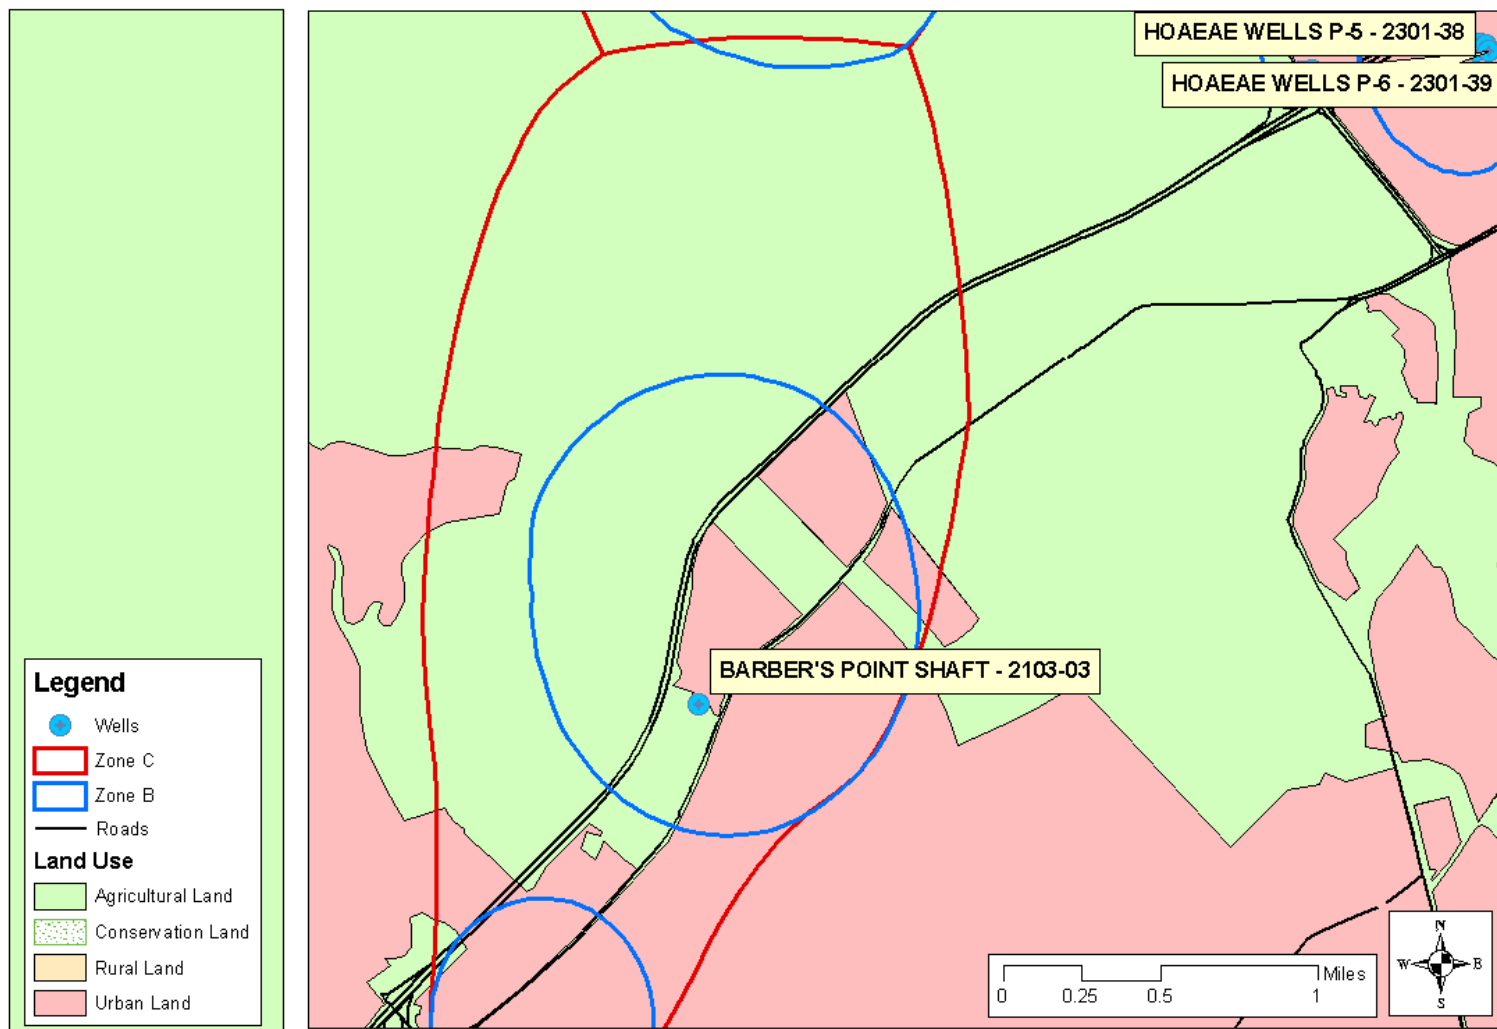 HOAEAE WELLS P-5 - 2301-38
HOAEAE WELLS P-6 - 2301-39
BARBER'S POINT SHAFT - 2103-03
Legend
Wells
Zone C
Zone B
Roads
Land Use
Agricultural Land
Conservation Land
Rural Land
Urban Land
Miles
0 0.25 0.5 1
N
W E
S